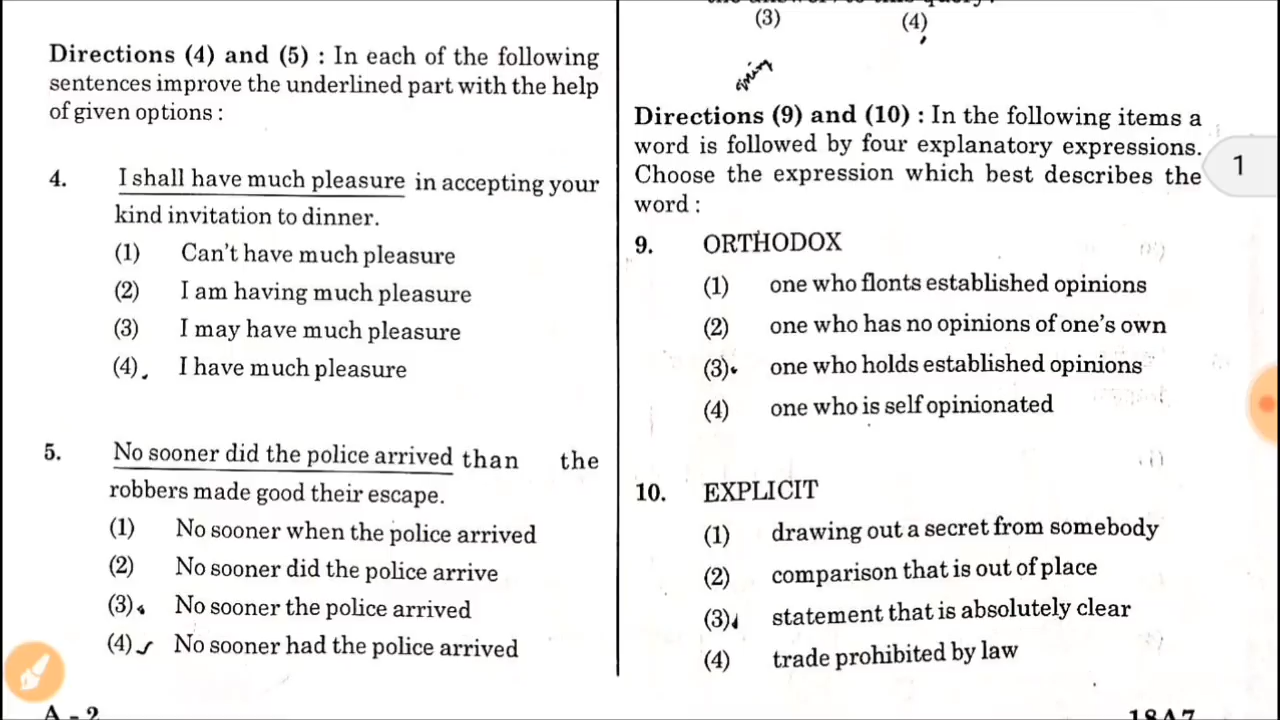 Directions (4) and (5) : In each of the following
sentences improve the underlined part with the help
of given options :
4. I shall have much pleasure in accepting your
kind invitation to dinner.
(1) Can't have much pleasure
(2) I am having much pleasure
(3) I may have much pleasure
(4) I have much pleasure
5. No sooner did the police arrived than the
robbers made good their escape.
(1) No sooner when the police arrived
(2) No sooner did the police arrive
(3) No sooner the police arrived
(4) No sooner had the police arrived
A - 2
(3) (4)
Directions (9) and (10) : In the following items a
word is followed by four explanatory expressions.
Choose the expression which best describes the
word :
9. ORTHODOX
(1) one who flonts established opinions
(2) one who has no opinions of one's own
(3) one who holds established opinions
(4) one who is self opinionated
10. EXPLICIT
(1) drawing out a secret from somebody
(2) comparison that is out of place
(3) statement that is absolutely clear
(4) trade prohibited by law
18A7
1